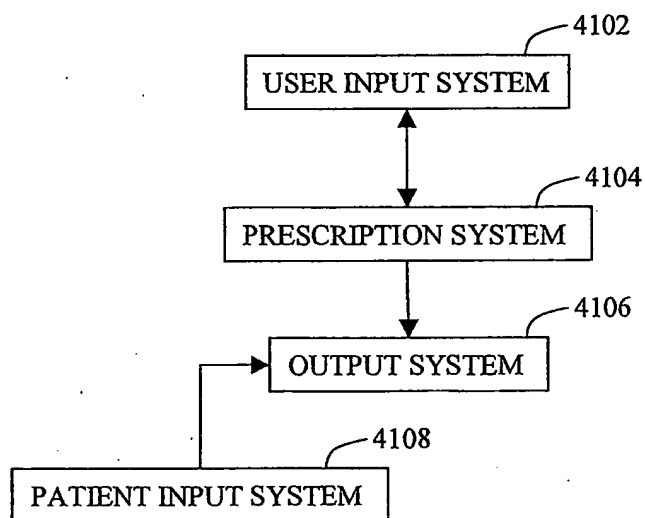 4102
USER INPUT SYSTEM
4104
PRESCRIPTION SYSTEM
4106
OUTPUT SYSTEM
4108
PATIENT INPUT SYSTEM